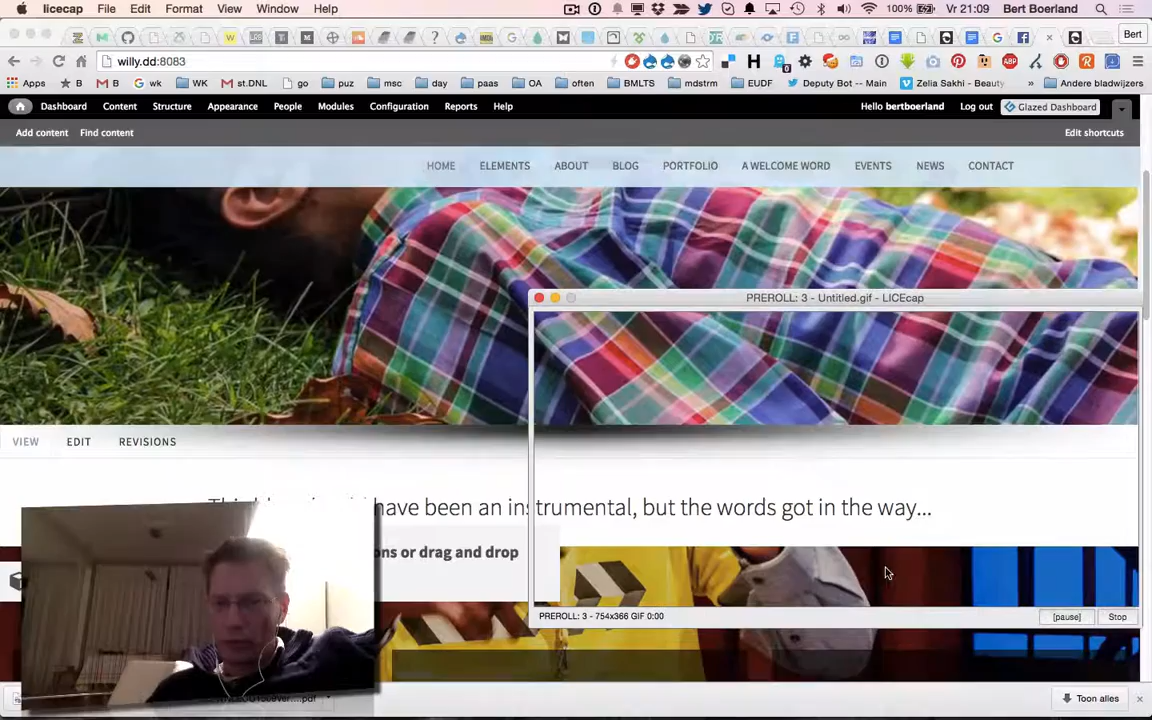 licecap File Edit Format View Window Help 100% Vr 21:09 Bert Boerland
Bert
willy.dd:8083
Apps B B wk WK st.DNL go puz msc day paas OA often BMLTS mdstrm EUDF Deputy Bot -- Main Zelia Sakhi - Beauty » Andere bladwijzers
Dashboard Content Structure Appearance People Modules Configuration Reports Help Hello bertboerland Log out Glazed Dashboard
Add content Find content Edit shortcuts
HOME ELEMENTS ABOUT BLOG PORTFOLIO A WELCOME WORD EVENTS NEWS CONTACT
PREROLL: 3 - Untitled.gif - LICEcap
VIEW EDIT REVISIONS
have been an instrumental, but the words got in the way...
ons or drag and drop
PREROLL: 3 - 754x366 GIF 0:00 [pause] Stop
.pdf Toon alles